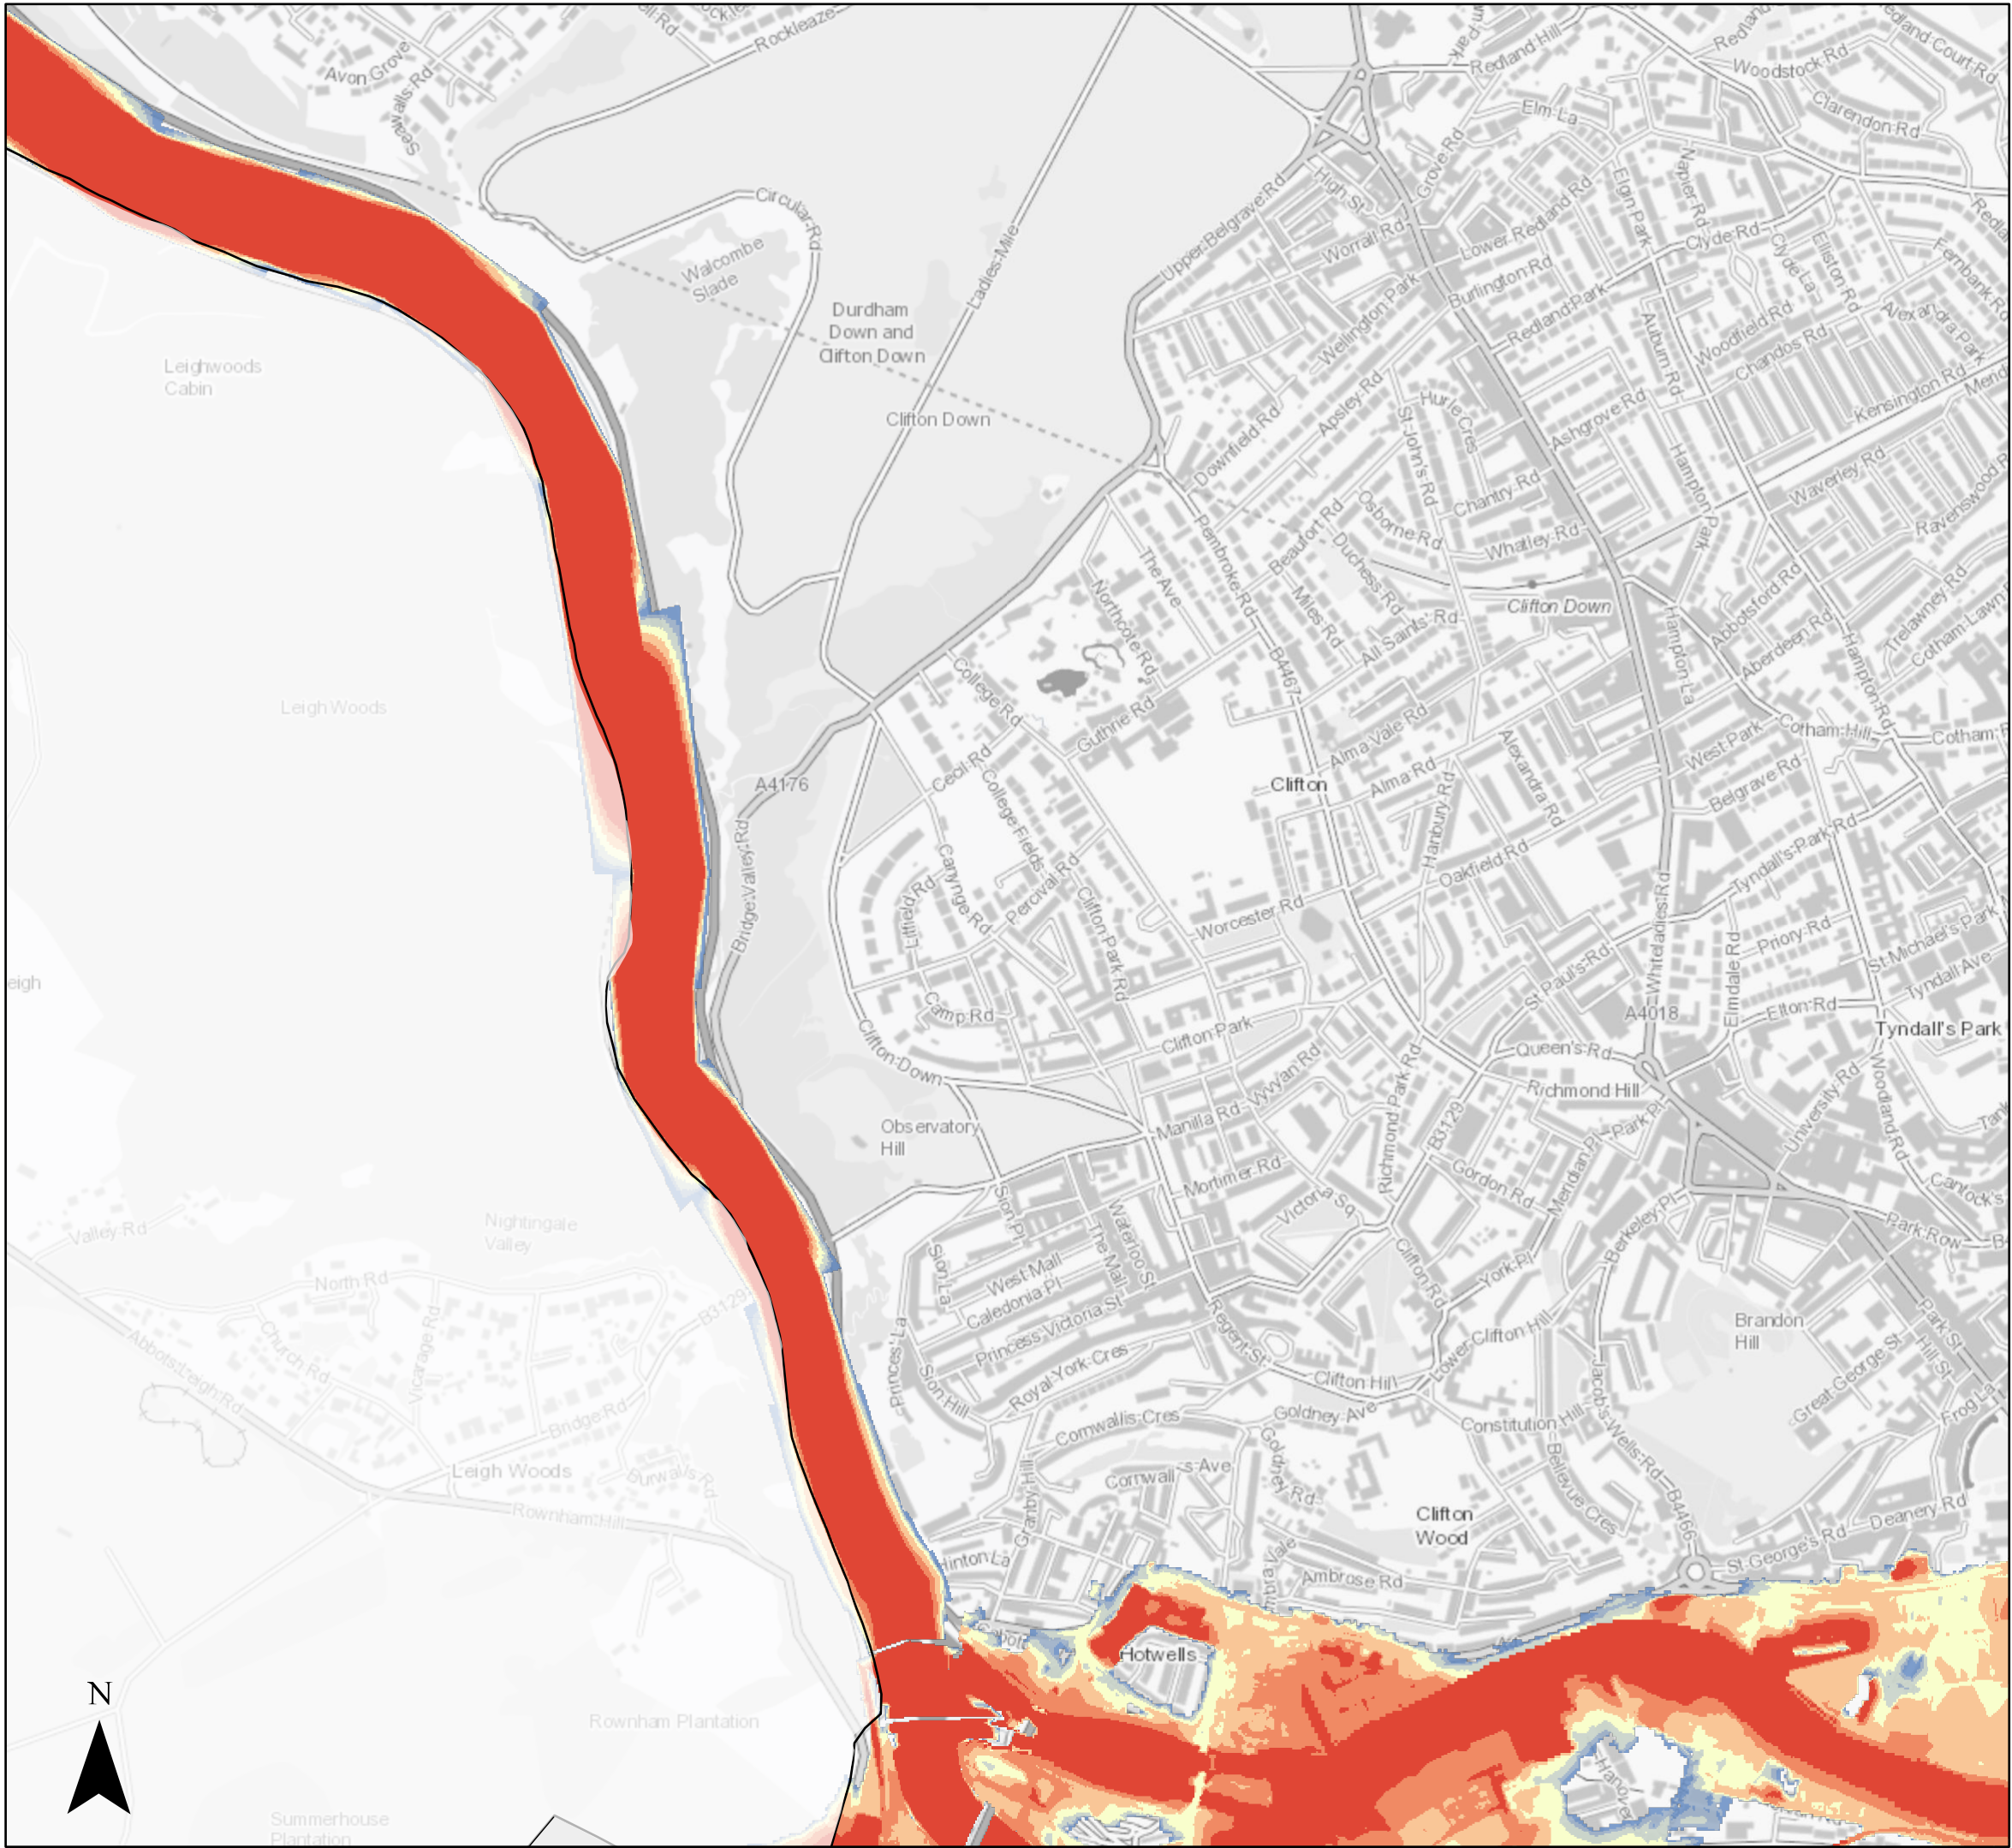 Rockleaze
Avon Grove
Seawalls Rd
Redland Hill
Woodstock Rd
Redland Court Rd
Clarendon Rd
Elm La
Grove Rd
High St
Upper Belgrave Rd
Worrall Rd
Lower Redland Rd
Elgin Park
Napier Rd
Clyde Rd
Clyde La
Elliston Rd
Fernbank Rd
Circular Rd
Walcombe
Slade
Ladies Mile
Durdham
Down and
Clifton Down
Clifton Down
Wellington Park
Burlington Rd
Redland Park
Auburn Rd
Woodfield Rd
Chandos Rd
Alexandra Park
Kensington Rd
Leighwoods
Cabin
Downfield Rd
Apsley Rd
St John's Rd
Hurle Cres
Ashgrove Rd
Hampton Park
Waverley Rd
Ravenswood R
Chantry Rd
Osborne Rd
Whatley Rd
Pembroke Rd
Beaufort Rd
Duchess Rd
The Ave
Northcote Rd
Miles Rd
All Saints Rd
Clifton Down
Hampton La
Abbotsford Rd
Aberdeen Rd
Trelawney Rd
Cotham Lawn
Hampton Rd
Leigh Woods
College Rd
Guthrie Rd
B4467
Alma Vale Rd
Alma Rd
Alexandra Rd
West Park
Cotham Hill
Belgrave Rd
A4176
Cecil Rd
College Fields
Clifton
Hanbury Rd
Oakfield Rd
Tyndall's Park Rd
Bridge Valley Rd
Litfield Rd
Canynge Rd
Percival Rd
Clifton Park Rd
Worcester Rd
Whiteladies Rd
Elmdale Rd
Priory Rd
St Michael's Park
Tyndall Ave
eigh
St Paul's Rd
A4018
Elton Rd
Tyndall's Park
Camp Rd
Clifton Down
Clifton Park
Vyvyan Rd
Manilla Rd
Queen's Rd
Richmond Hill
Richmond Park Rd
B3129
Park Pl
University Rd
Woodland Rd
Observatory
Hill
Mortimer Rd
Gordon Rd
Meridian Pl
Victoria Sq
Berkeley Pl
Cantock's
Park Row
Valley Rd
Nightingale
Valley
North Rd
B3129
Sion Pl
Sion La
The Mall
Waterloo St
West Mall
Caledonia Pl
Princess Victoria St
Clifton Rd
York Pl
Brandon
Hill
Park St
Hill St
Great George St
Frog La
Abbots Leigh Rd
Church Rd
Vicarage Rd
Bridge Rd
Princes La
Sion Hill
Royal York Cres
Regent St
Clifton Hill
Lower Clifton Hill
Jacob's Wells Rd
Cornwallis Cres
Goldney Ave
Constitution Hill
Leigh Woods
Burwalls Rd
Rownham Hill
Granby Hill
Cornwall
s Ave
Goldney Rd
Bellevue Cres
B4466
Clifton
Wood
Deanery Rd
St George's Rd
Ambrose Rd
Hotwells
N
Rownham Plantation
Hanover
Summerhouse
Plantation